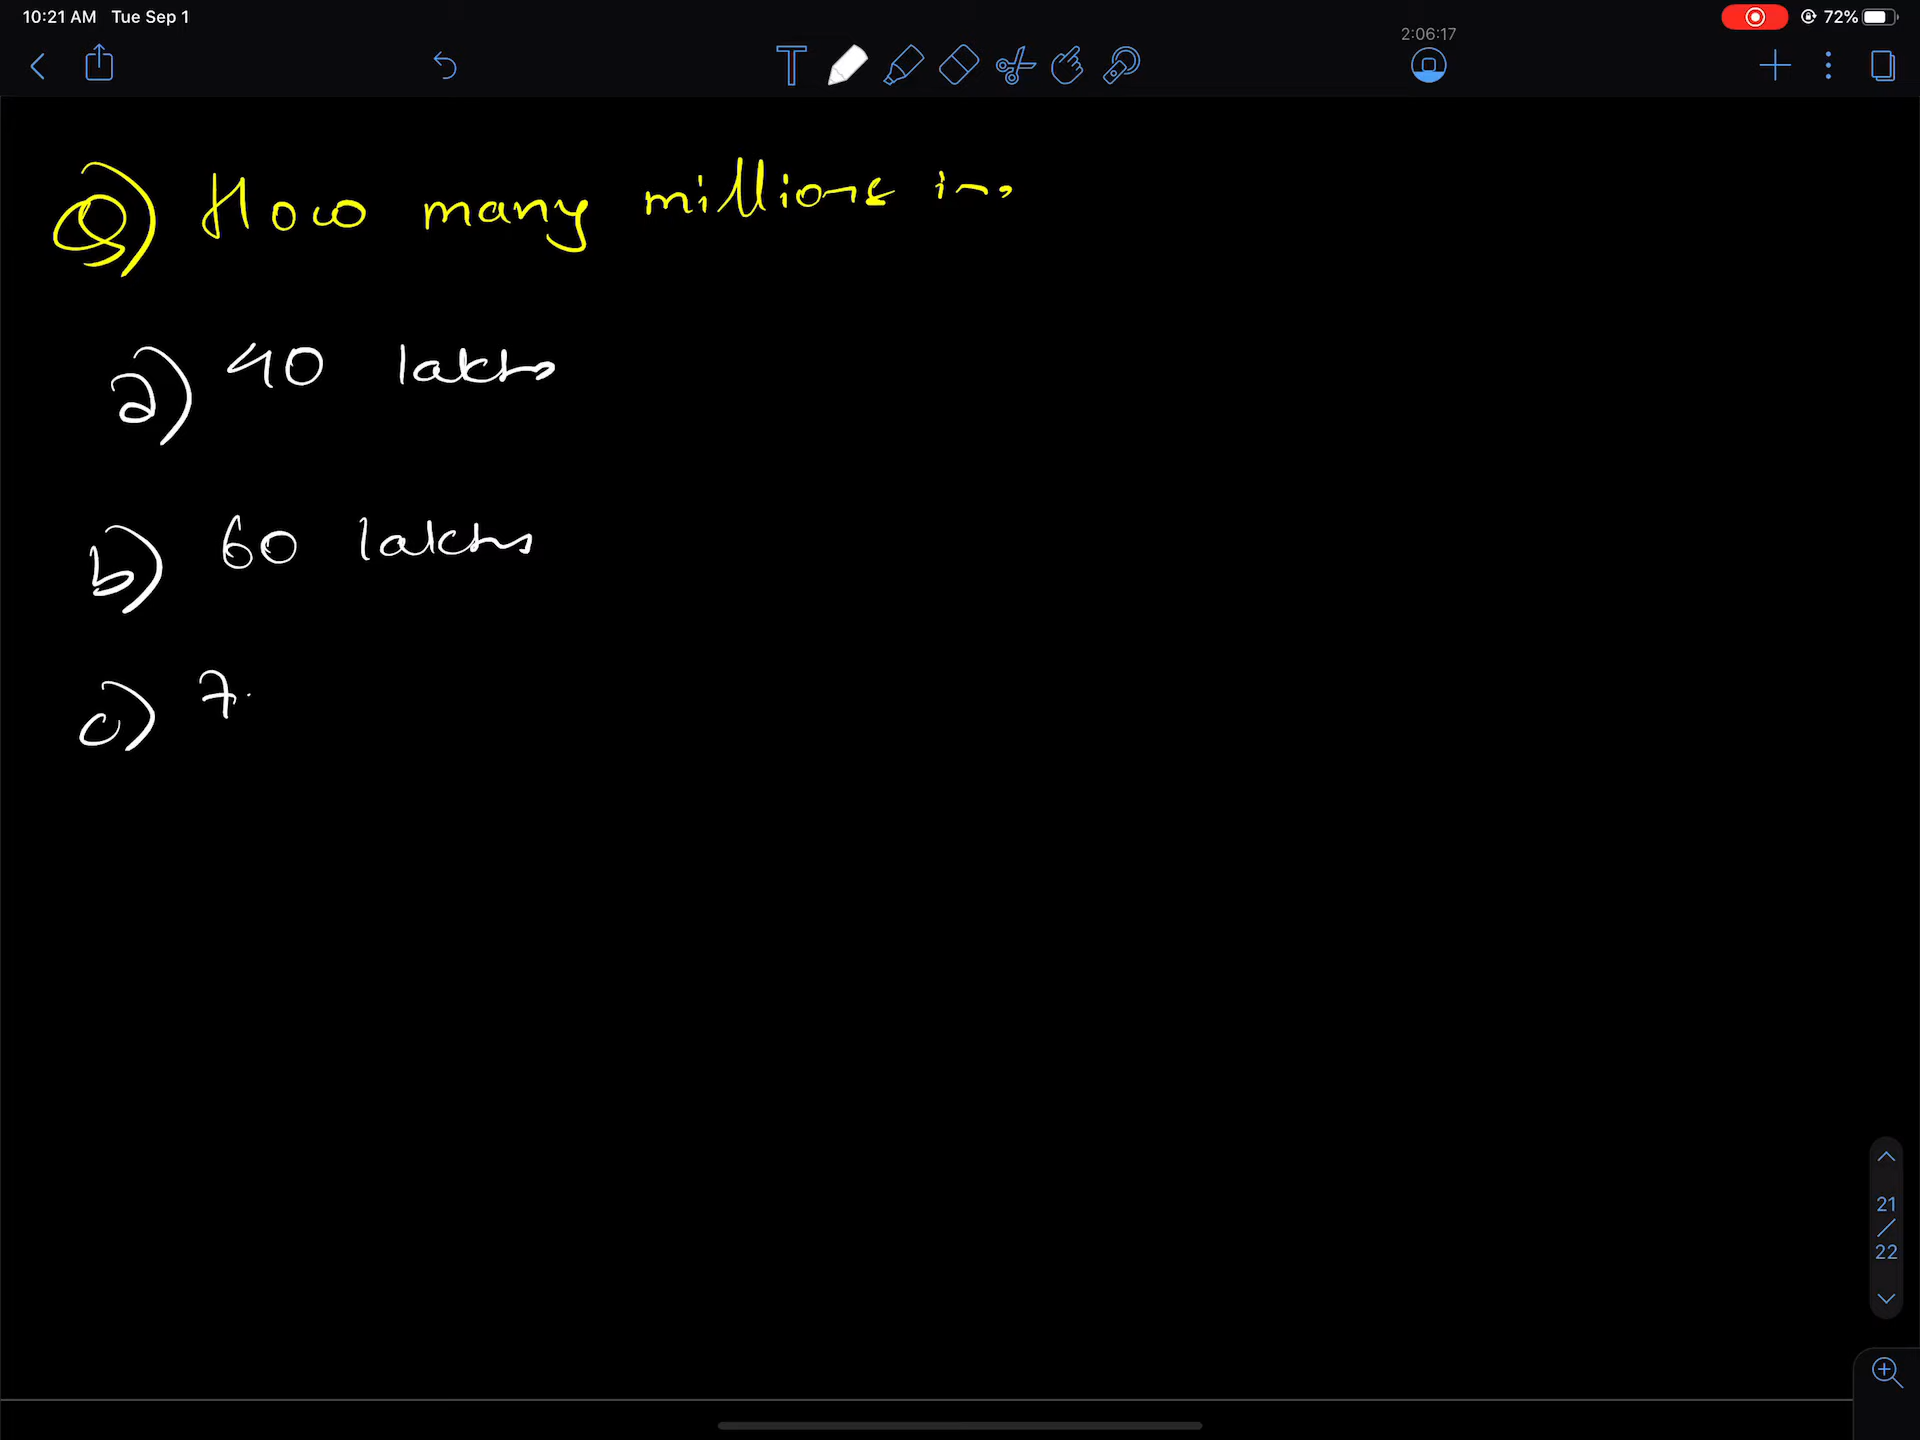 10:21 AM Tue Sep 1
72%
2:06:17
T
Q) How many millions in,
a) 40 lakhs
b) 60 lakhs
c) 7
21
/
22